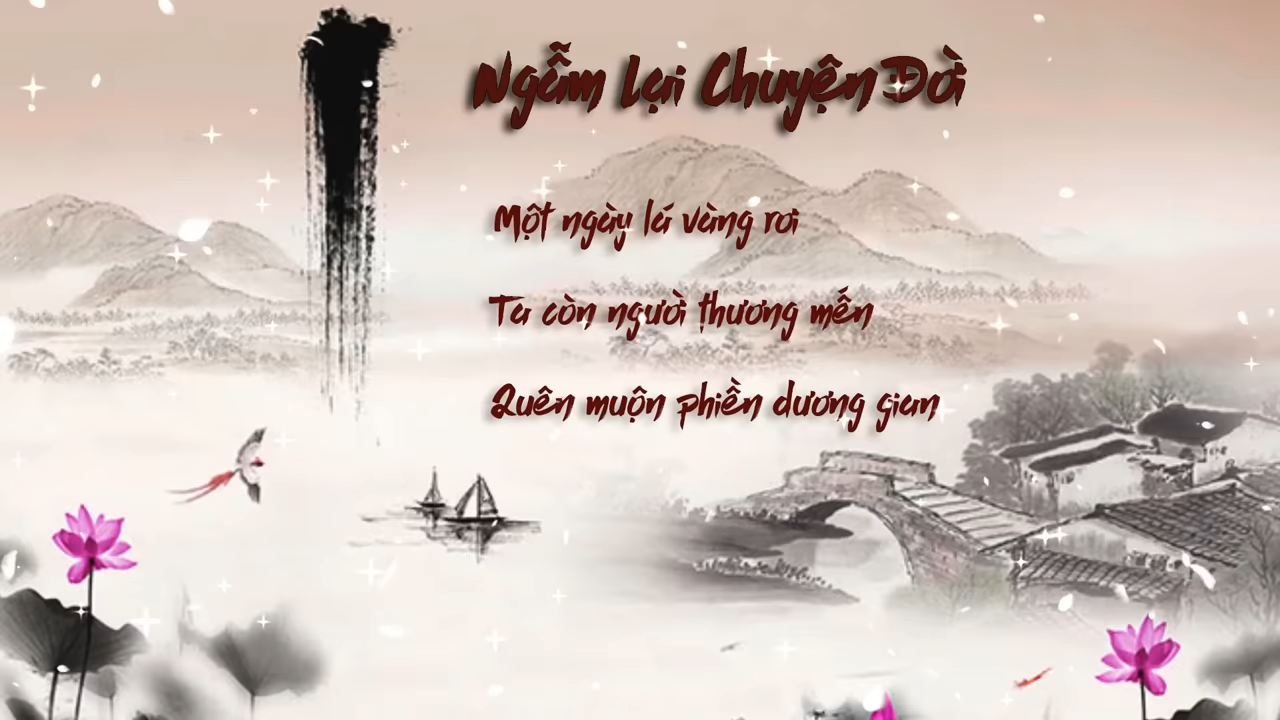 Ngẫm Lại Chuyện Đời
Một ngày lá vàng rơi
Ta còn người thương mến
Quên muộn phiền dương gian